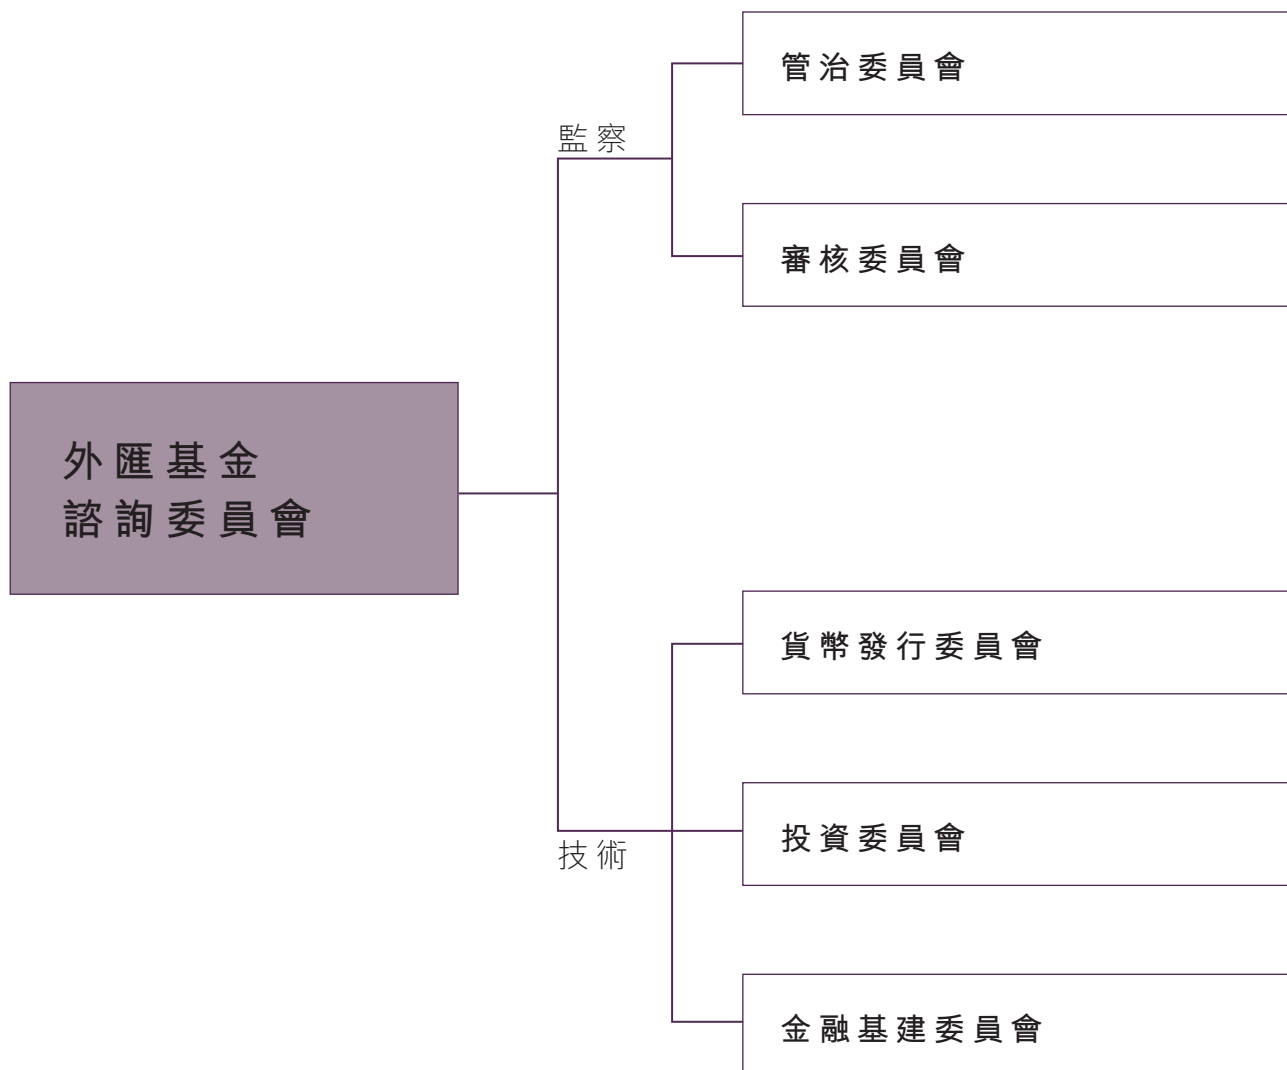 管治委員會
監察
審核委員會
外匯基金
諮詢委員會
貨幣發行委員會
投資委員會
技術
金融基建委員會